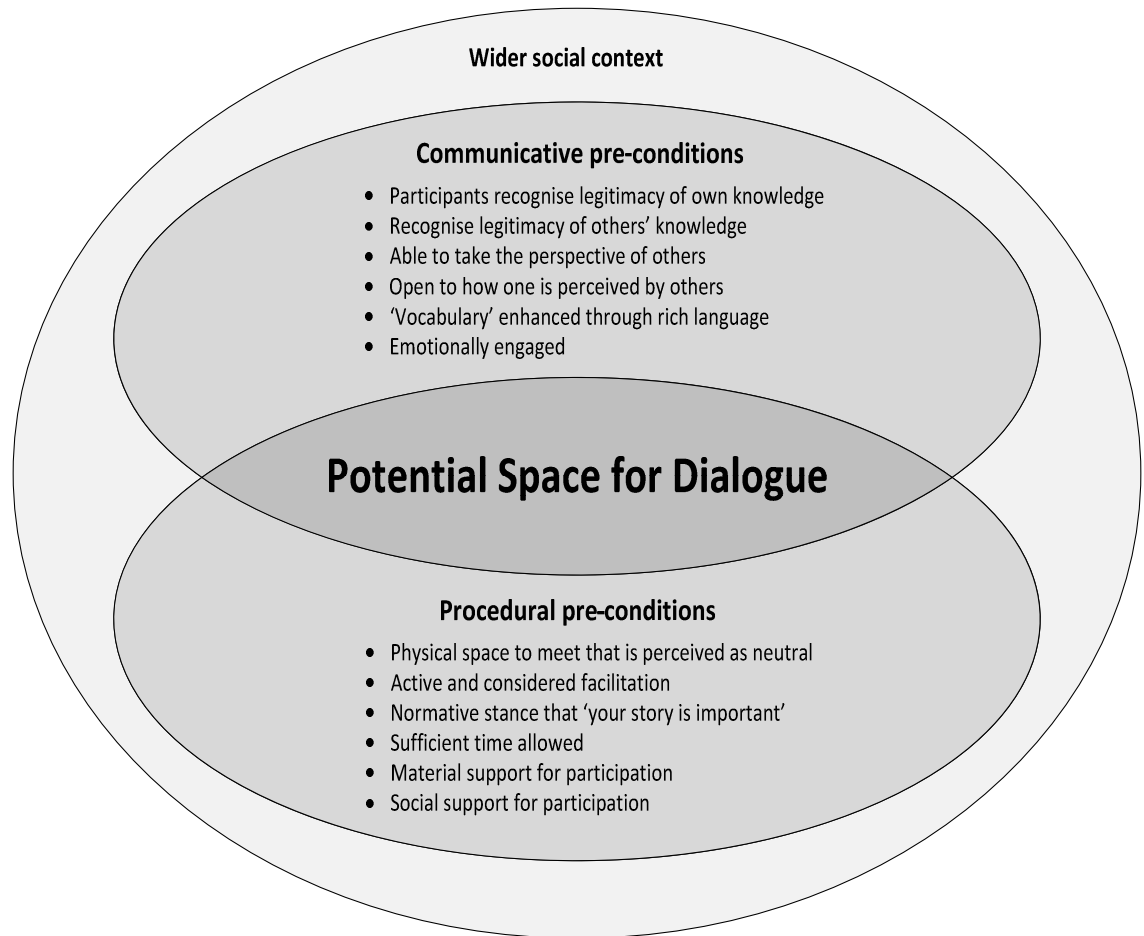 Wider social context
Communicative pre-conditions
• Participants recognise legitimacy of own knowledge
• Recognise legitimacy of others’ knowledge
• Able to take the perspective of others
• Open to how one is perceived by others
• ‘Vocabulary’ enhanced through rich language
• Emotionally engaged
Potential Space for Dialogue
Procedural pre-conditions
• Physical space to meet that is perceived as neutral
• Active and considered facilitation
• Normative stance that ‘your story is important’
• Sufficient time allowed
• Material support for participation
• Social support for participation